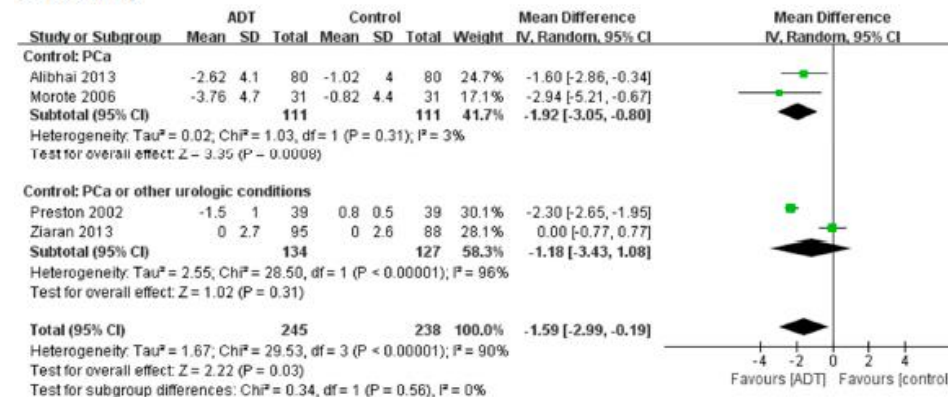 ADT Control Mean Difference Mean Difference
Study or Subgroup Mean SD Total Mean SD Total Weight IV, Random, 95% CI IV, Random, 95% CI
Control: PCa
Alibhai 2013 -2.62 4.1 80 -1.02 4 80 24.7% -1.60 [-2.86, -0.34]
Morote 2006 -3.76 4.7 31 -0.82 4.4 31 17.1% -2.94 [-5.21, -0.67]
Subtotal (95% CI) 111 111 41.7% -1.92 [-3.05, -0.80]
Heterogeneity: Tau² = 0.02; Chi² = 1.03, df = 1 (P = 0.31); I² = 3%
Test for overall effect: Z = 3.35 (P = 0.0008)
Control: PCa or other urologic conditions
Preston 2002 -1.5 1 39 0.8 0.5 39 30.1% -2.30 [-2.65, -1.95]
Ziaran 2013 0 2.7 95 0 2.6 88 28.1% 0.00 [-0.77, 0.77]
Subtotal (95% CI) 134 127 58.3% -1.18 [-3.43, 1.08]
Heterogeneity: Tau² = 2.55; Chi² = 28.50, df = 1 (P < 0.00001); I² = 96%
Test for overall effect: Z = 1.02 (P = 0.31)
Total (95% CI) 245 238 100.0% -1.59 [-2.99, -0.19]
Heterogeneity: Tau² = 1.67; Chi² = 29.53, df = 3 (P < 0.00001); I² = 90%
Test for overall effect: Z = 2.22 (P = 0.03)
Test for subgroup differences: Chi² = 0.34, df = 1 (P = 0.56), I² = 0%
-4 -2 0 2 4
Favours [ADT] Favours [control